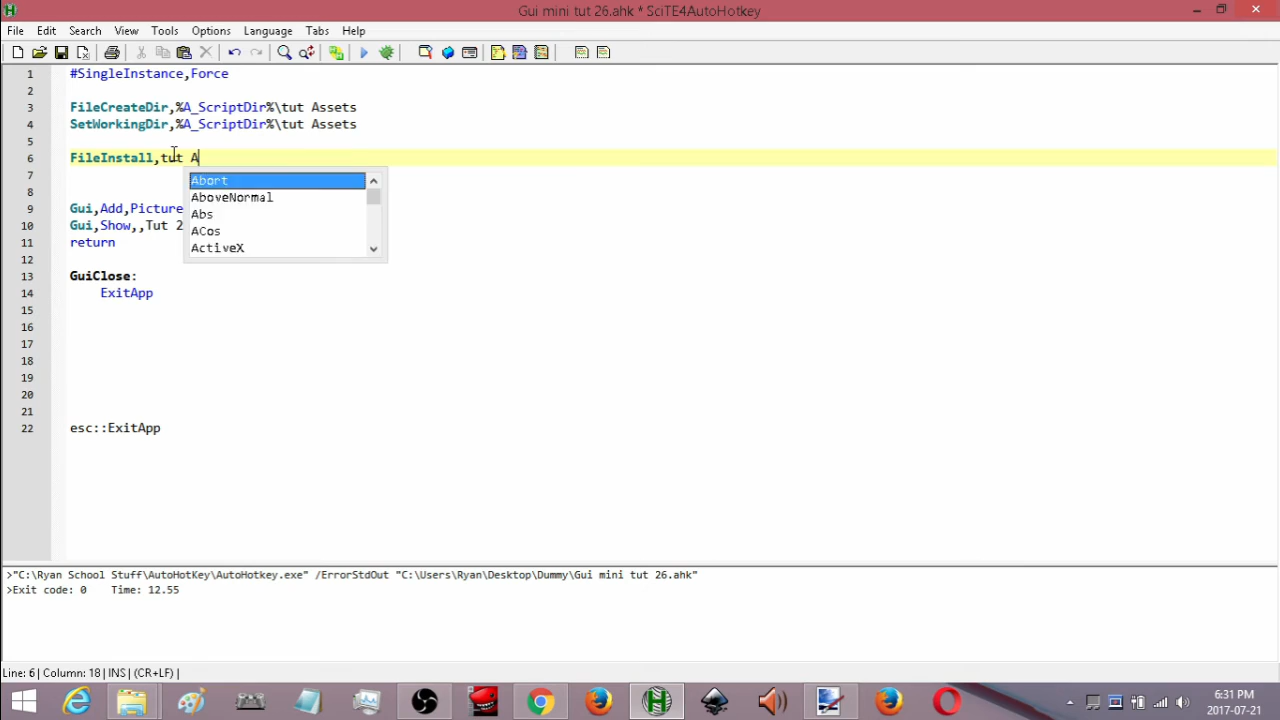 Gui mini tut 26.ahk * SciTE4AutoHotkey
File Edit Search View Tools Options Language Tabs Help
1 #SingleInstance,Force
2
3 FileCreateDir,%A_ScriptDir%\tut Assets
4 SetWorkingDir,%A_ScriptDir%\tut Assets
5
6 FileInstall,tut A
7
Abort
8
AboveNormal
9 Gui,Add,Picture
Abs
10 Gui,Show,,Tut 2
ACos
11 return
ActiveX
12
13 GuiClose:
14 ExitApp
15
16
17
18
19
20
21
22 esc::ExitApp
>"C:\Ryan School Stuff\AutoHotKey\AutoHotkey.exe" /ErrorStdOut "C:\Users\Ryan\Desktop\Dummy\Gui mini tut 26.ahk"
>Exit code: 0 Time: 12.55
Line: 6 | Column: 18 | INS | (CR+LF) |
6:31 PM
2017-07-21